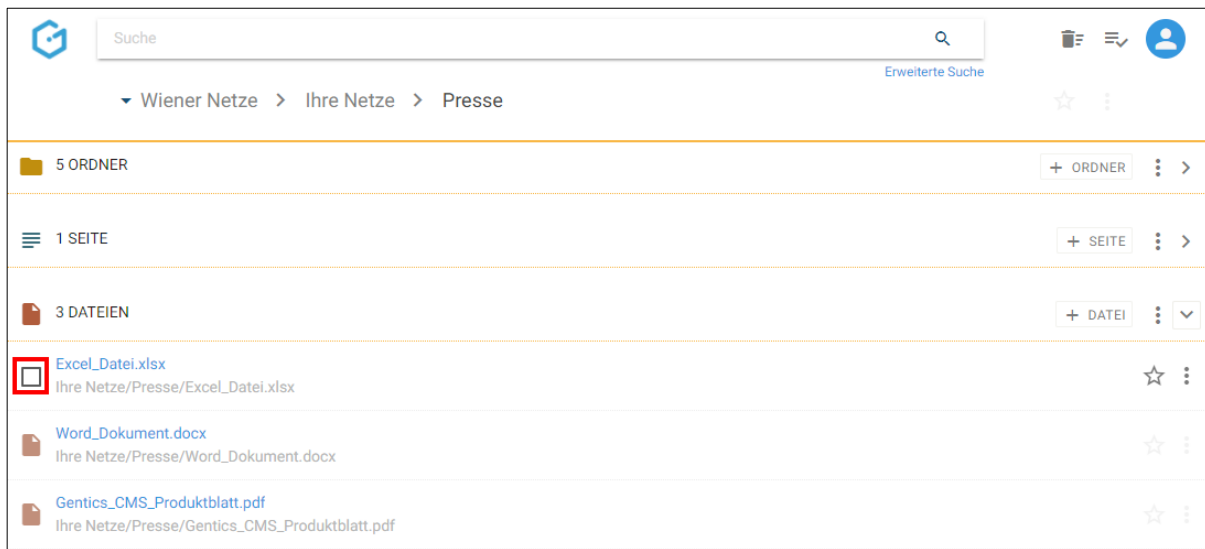 Suche
Erweiterte Suche
Wiener Netze > Ihre Netze > Presse
5 ORDNER
+ ORDNER
1 SEITE
+ SEITE
3 DATEIEN
+ DATEI
Excel_Datei.xlsx
Ihre Netze/Presse/Excel_Datei.xlsx
Word_Dokument.docx
Ihre Netze/Presse/Word_Dokument.docx
Gentics_CMS_Produktblatt.pdf
Ihre Netze/Presse/Gentics_CMS_Produktblatt.pdf